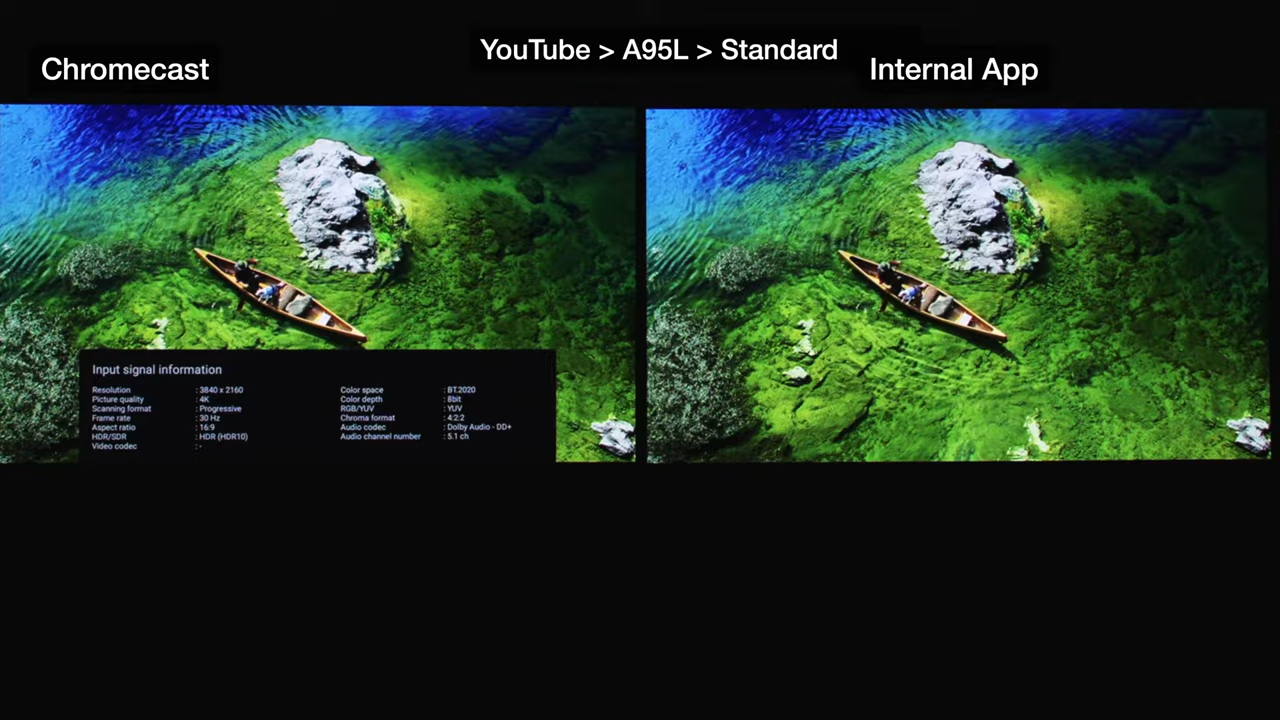 YouTube > A95L > Standard
Chromecast
Internal App
Input signal information
Resolution : 3840 x 2160
Picture quality : 4K
Scanning format : Progressive
Frame rate : 30 Hz
Aspect ratio : 16:9
HDR/SDR : HDR (HDR10)
Video codec : -
Color space : BT.2020
Color depth : 8bit
RGB/YUV : YUV
Chroma format : 4:2:2
Audio codec : Dolby Audio - DD+
Audio channel number : 5.1 ch